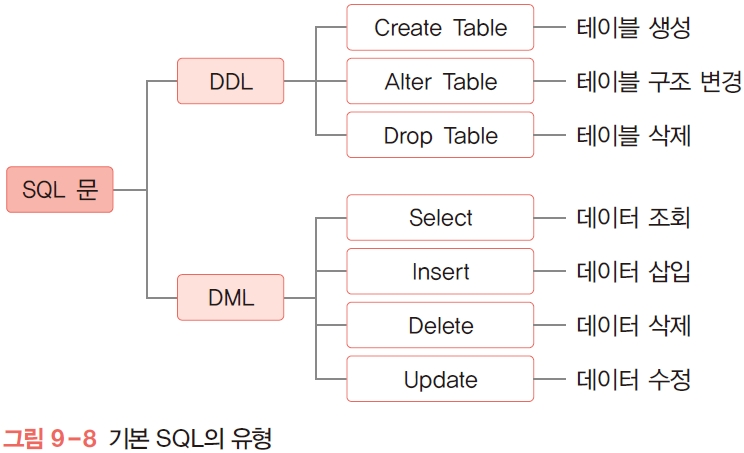 SQL 문
DDL
Create Table 테이블 생성
Alter Table 테이블 구조 변경
Drop Table 테이블 삭제
DML
Select 데이터 조회
Insert 데이터 삽입
Delete 데이터 삭제
Update 데이터 수정
그림 9-8 기본 SQL의 유형